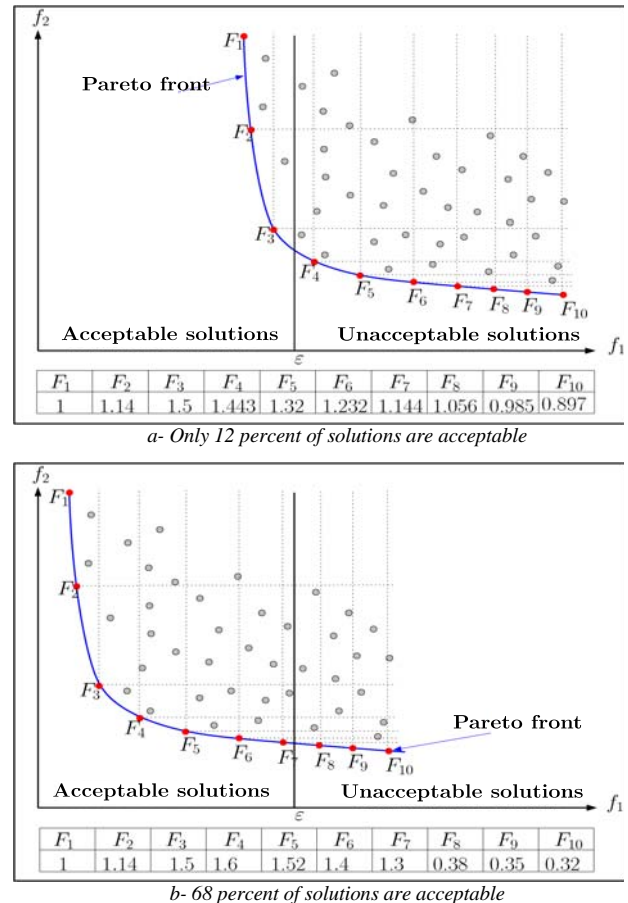 f2
F1
Pareto front
F2
F3
F4
F5
F6
F7
F8
F9
F10
Acceptable solutions
Unacceptable solutions
f1
ε
F1 F2 F3 F4 F5 F6 F7 F8 F9 F10
1 1.14 1.5 1.443 1.32 1.232 1.144 1.056 0.985 0.897
a- Only 12 percent of solutions are acceptable
f2
F1
F2
F3
F4
F5
F6
F7
F8
F9
F10
Pareto front
Acceptable solutions
Unacceptable solutions
f1
ε
F1 F2 F3 F4 F5 F6 F7 F8 F9 F10
1 1.14 1.5 1.6 1.52 1.4 1.3 0.38 0.35 0.32
b- 68 percent of solutions are acceptable